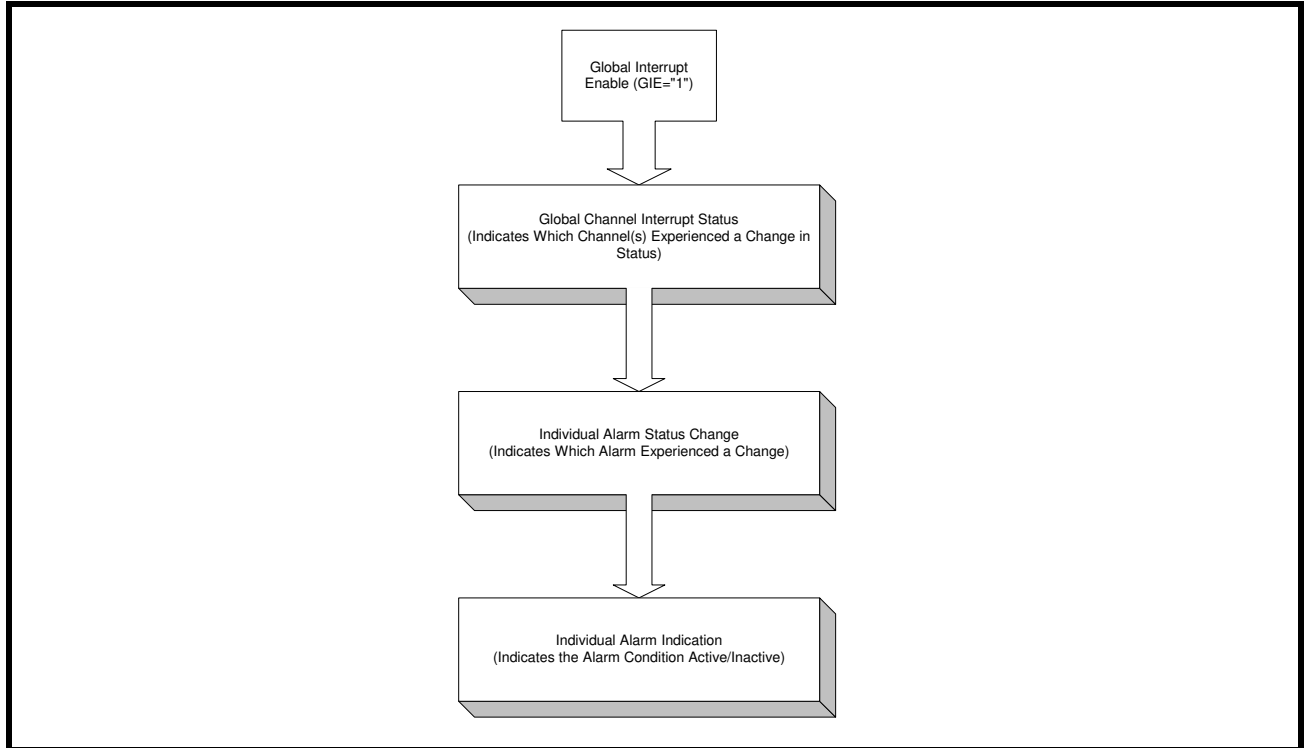 Global Interrupt
Enable (GIE="1")
Global Channel Interrupt Status
(Indicates Which Channel(s) Experienced a Change in
Status)
Individual Alarm Status Change
(Indicates Which Alarm Experienced a Change)
Individual Alarm Indication
(Indicates the Alarm Condition Active/Inactive)